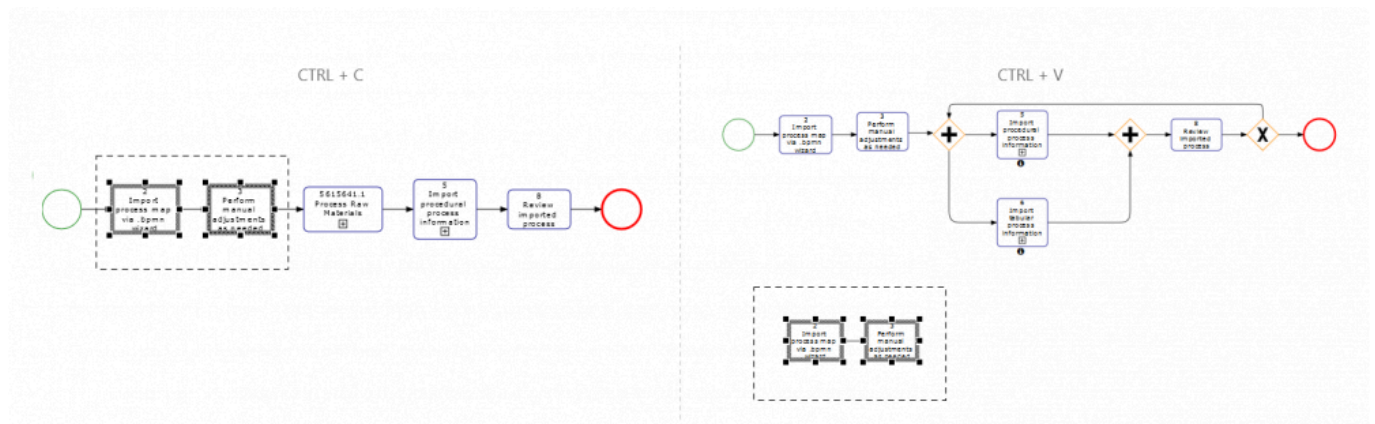 CTRL + C
2
Import
process map
via .bpmn
wizard
3
Perform
manual
adjustments
as needed
5615641.1
Process Raw
Materials
5
Import
procedural
process
information
8
Review
imported
process
CTRL + V
2
Import
process map
via .bpmn
wizard
3
Perform
manual
adjustments
as needed
5
Import
procedural
process
information
6
Import
tabular
process
information
8
Review
imported
process
X
2
Import
process map
via .bpmn
wizard
3
Perform
manual
adjustments
as needed